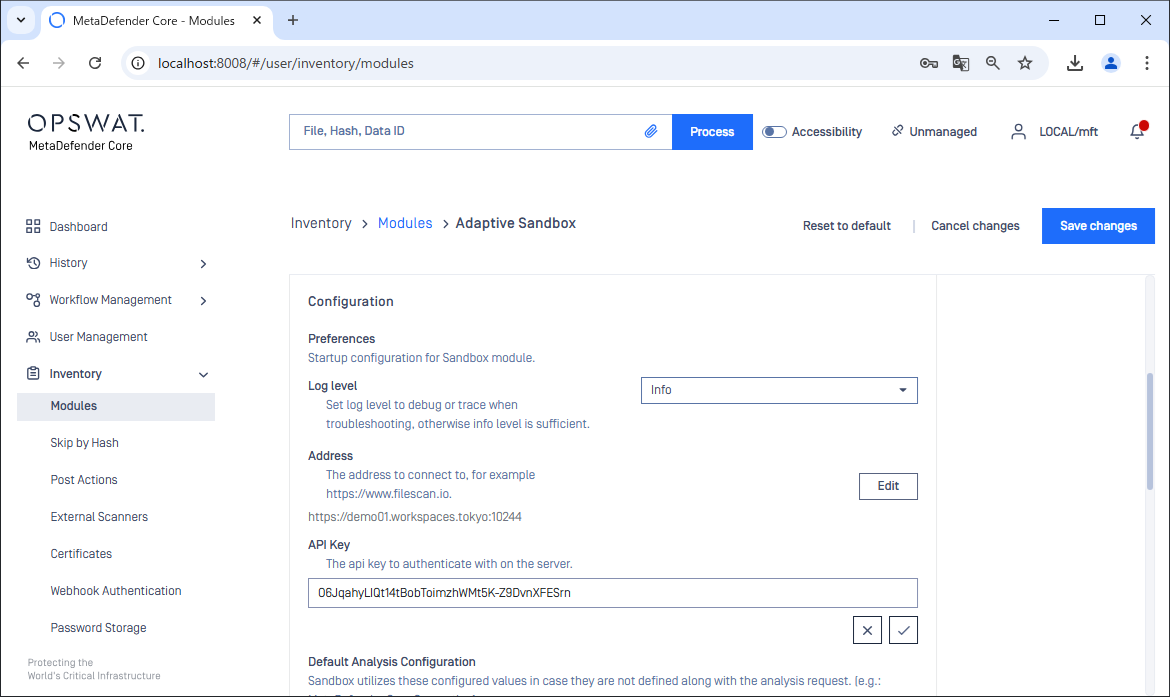 MetaDefender Core - Modules
localhost:8008/#/user/inventory/modules
OPSWAT.
MetaDefender Core
File, Hash, Data ID
Process
Accessibility
Unmanaged
LOCAL/mft
Dashboard
History
Workflow Management
User Management
Inventory
Modules
Skip by Hash
Post Actions
External Scanners
Certificates
Webhook Authentication
Password Storage
Protecting the
World's Critical Infrastructure
Inventory > Modules > Adaptive Sandbox
Reset to default | Cancel changes
Save changes
Configuration
Preferences
Startup configuration for Sandbox module.
Log level
Set log level to debug or trace when
troubleshooting, otherwise info level is sufficient.
Info
Address
The address to connect to, for example
https://www.filescan.io.
Edit
https://demo01.workspaces.tokyo:10244
API Key
The api key to authenticate with on the server.
06JqahyLIQt14tBobToimzhWMt5K-Z9DvnXFESrn
Default Analysis Configuration
Sandbox utilizes these configured values in case they are not defined along with the analysis request. (e.g.: